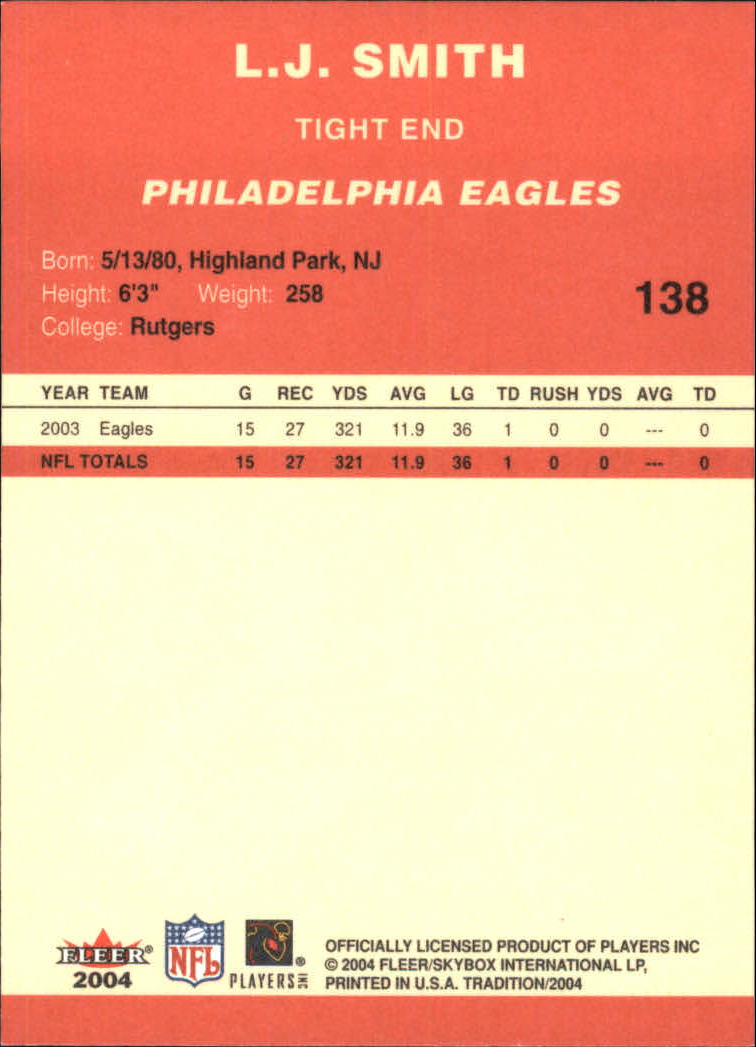 L.J. SMITH
TIGHT END
PHILADELPHIA EAGLES
Born: 5/13/80, Highland Park, NJ
Height: 6'3" Weight: 258
138
College: Rutgers
YEAR TEAM G REC YDS AVG LG TD RUSH YDS AVG TD
2003 Eagles 15 27 321 11.9 36 1 0 0 --- 0
NFL TOTALS 15 27 321 11.9 36 1 0 0 --- 0
FLEER®
2004
NFL
PLAYERS INC ®
OFFICIALLY LICENSED PRODUCT OF PLAYERS INC
© 2004 FLEER/SKYBOX INTERNATIONAL LP,
PRINTED IN U.S.A. TRADITION/2004